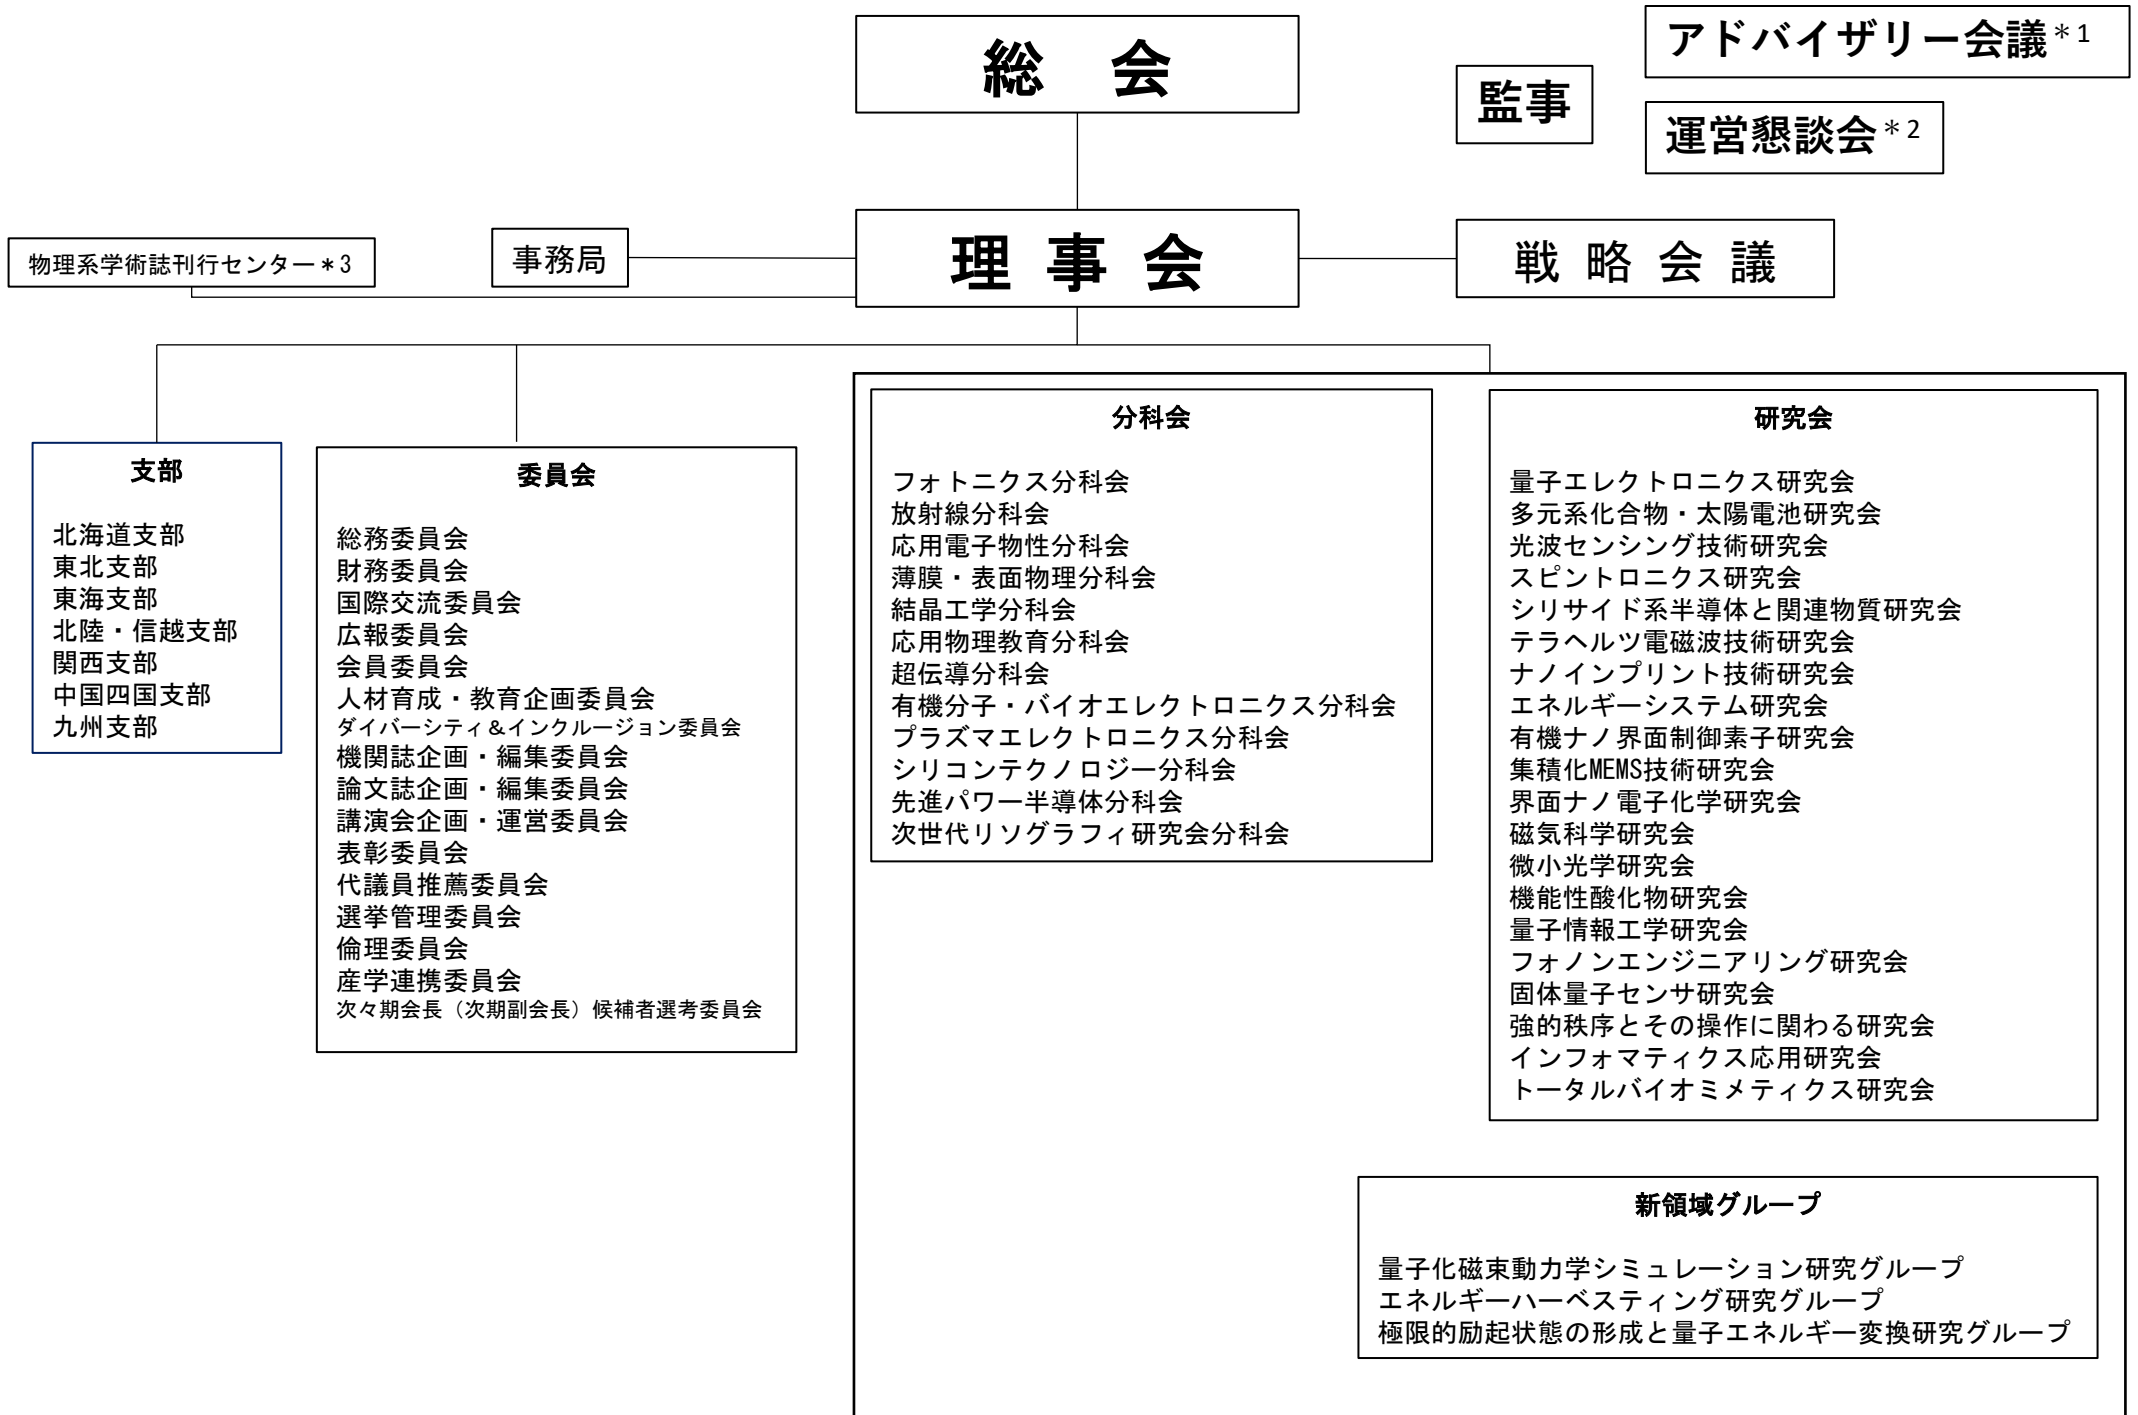 総 会
アドバイザリー会議＊1
監事
運営懇談会＊2
物理系学術誌刊行センター＊3
事務局
理 事 会
戦 略 会 議
支部
北海道支部
東北支部
東海支部
北陸・信越支部
関西支部
中国四国支部
九州支部
委員会
総務委員会
財務委員会
国際交流委員会
広報委員会
会員委員会
人材育成・教育企画委員会
ダイバーシティ＆インクルージョン委員会
機関誌企画・編集委員会
論文誌企画・編集委員会
講演会企画・運営委員会
表彰委員会
代議員推薦委員会
選挙管理委員会
倫理委員会
産学連携委員会
次々期会長（次期副会長）候補者選考委員会
分科会
フォトニクス分科会
放射線分科会
応用電子物性分科会
薄膜・表面物理分科会
結晶工学分科会
応用物理教育分科会
超伝導分科会
有機分子・バイオエレクトロニクス分科会
プラズマエレクトロニクス分科会
シリコンテクノロジー分科会
先進パワー半導体分科会
次世代リソグラフィ研究会分科会
研究会
量子エレクトロニクス研究会
多元系化合物・太陽電池研究会
光波センシング技術研究会
スピントロニクス研究会
シリサイド系半導体と関連物質研究会
テラヘルツ電磁波技術研究会
ナノインプリント技術研究会
エネルギーシステム研究会
有機ナノ界面制御素子研究会
集積化MEMS技術研究会
界面ナノ電子化学研究会
磁気科学研究会
微小光学研究会
機能性酸化物研究会
量子情報工学研究会
フォノンエンジニアリング研究会
固体量子センサ研究会
強的秩序とその操作に関わる研究会
インフォマティクス応用研究会
トータルバイオミメティクス研究会
新領域グループ
量子化磁束動力学シミュレーション研究グループ
エネルギーハーベスティング研究グループ
極限的励起状態の形成と量子エネルギー変換研究グループ